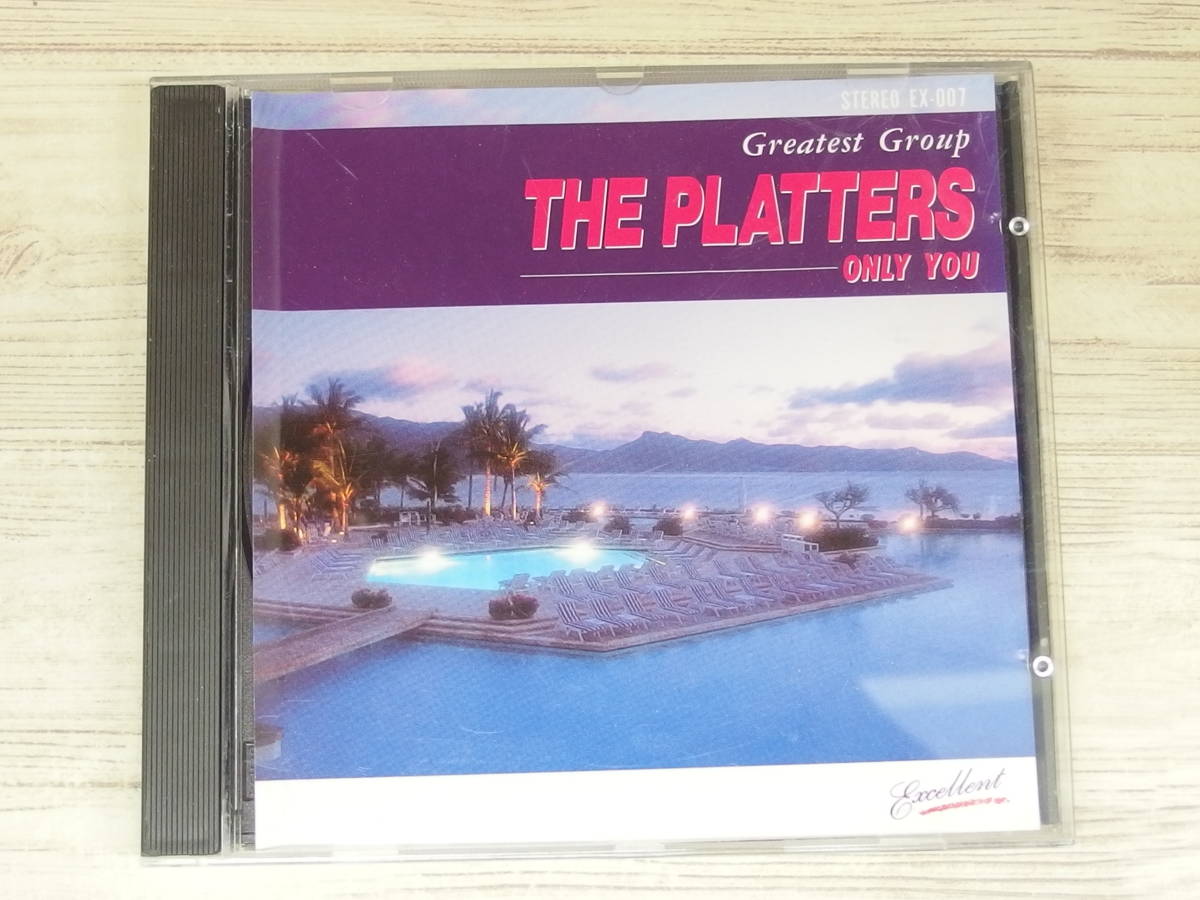 STEREO EX-007
Greatest Group
THE PLATTERS
ONLY YOU
Excellent